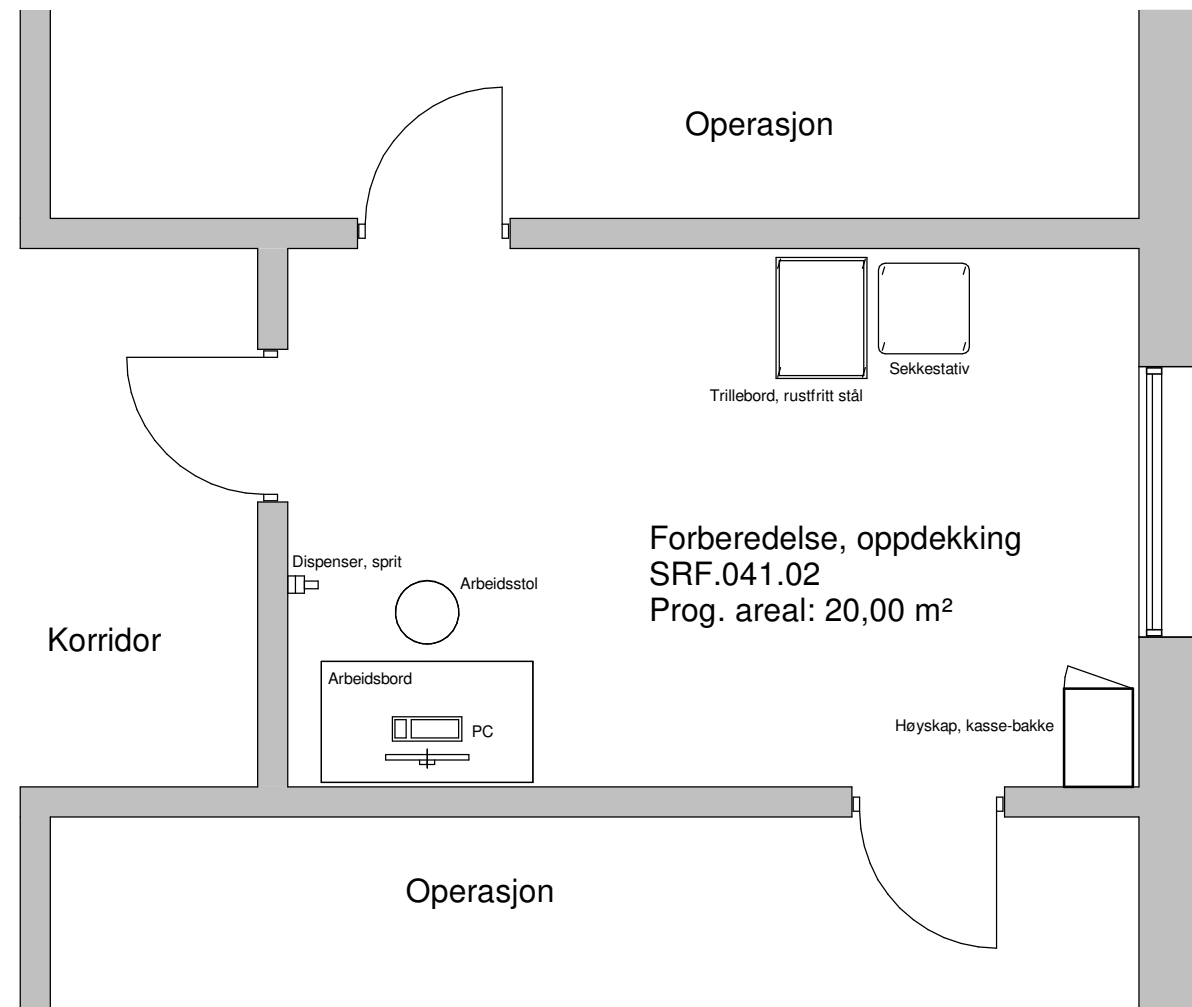 Operasjon
Sekkestativ
Trillebord, rustfritt stål
Forberedelse, oppdekking
SRF.041.02
Prog. areal: 20,00 m²
Dispenser, sprit
Arbeidsstol
Korridor
Arbeidsbord
PC
Høyskap, kasse-bakke
Operasjon